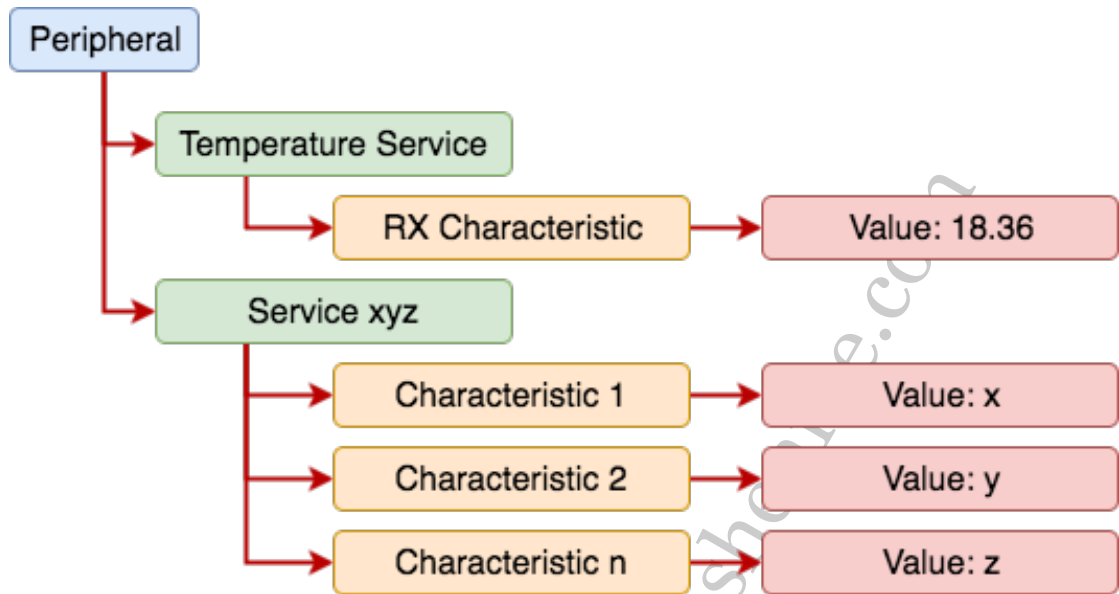 Peripheral
Temperature Service
RX Characteristic
Value: 18.36
Service xyz
Characteristic 1
Value: x
Characteristic 2
Value: y
Characteristic n
Value: z